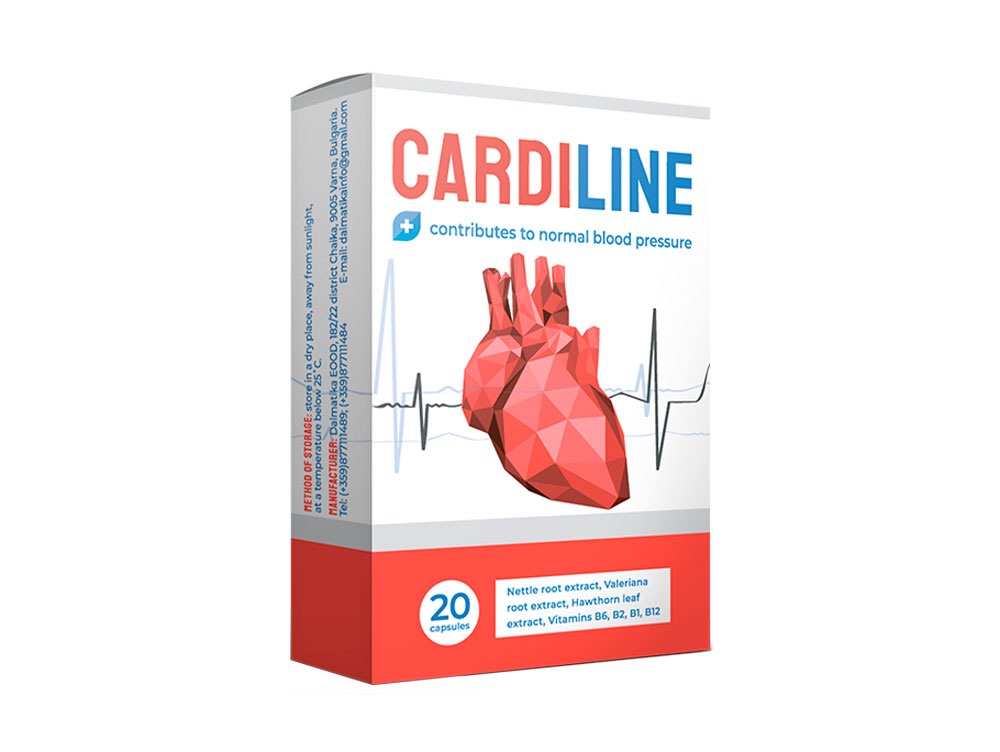 CARDILINE
contributes to normal blood pressure
20
capsules
Nettle root extract, Valeriana
root extract, Hawthorn leaf
extract, Vitamins B6, B2, B1, B12
METHOD OF STORAGE: store in a dry place, away from sunlight,
at a temperature below 25°C.
MANUFACTURER: Dalmatika EOOD, 182/22 district Chaika, 9005 Varna, Bulgaria.
Tel: (+359)877111489; (+359)877111484 E-mail: dalmatikainfo@gmail.com